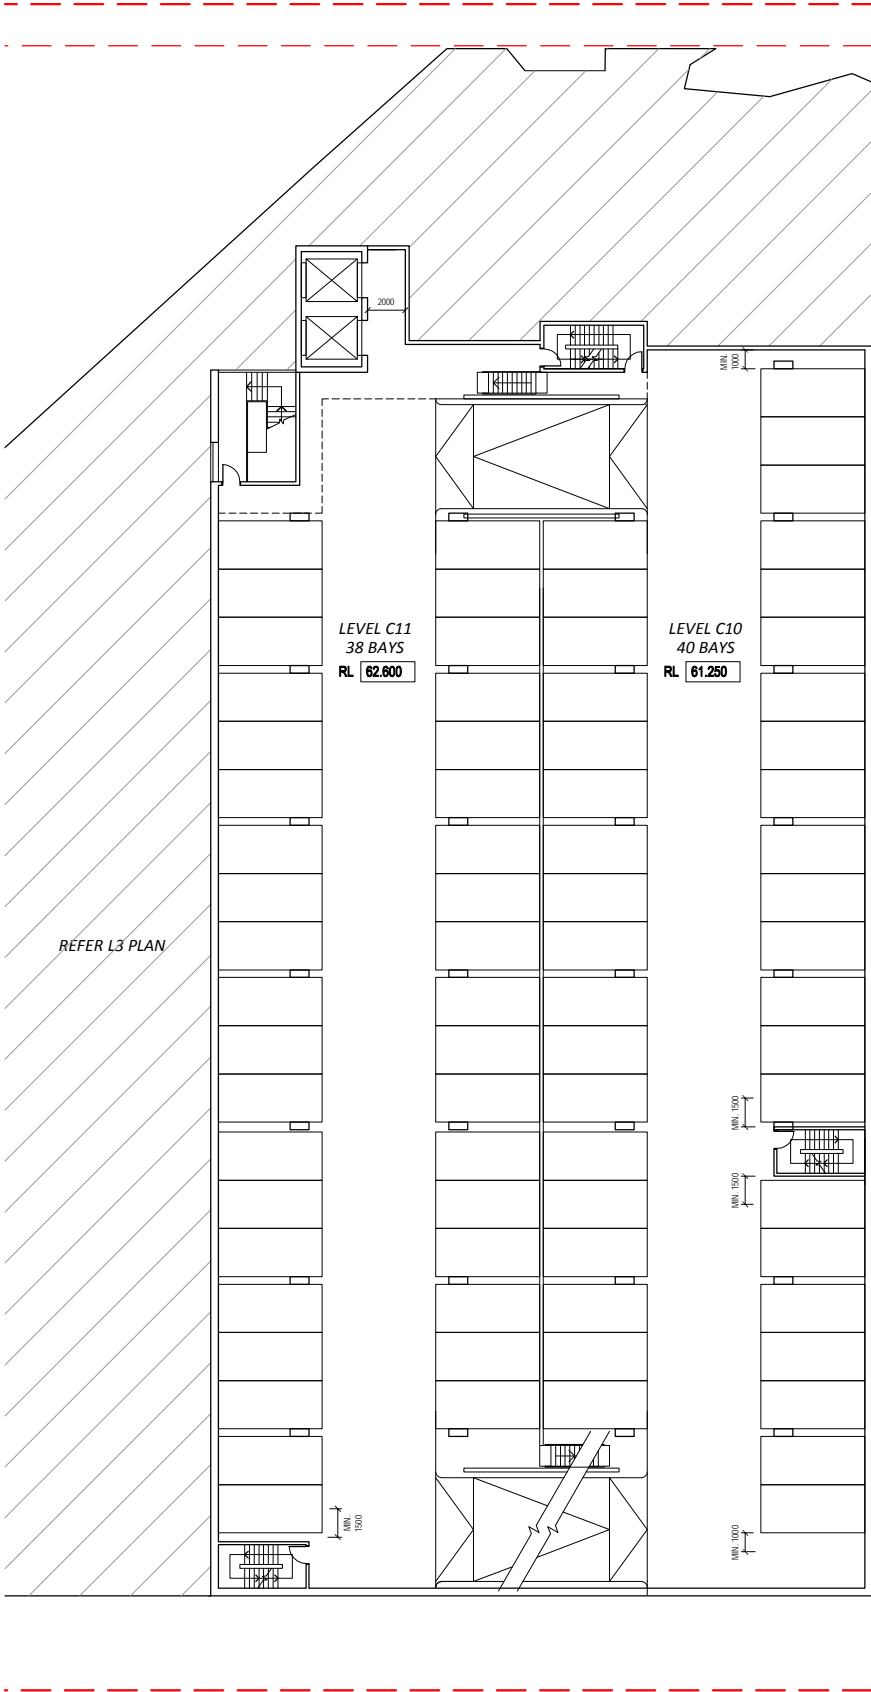 2000
MIN.
1000
LEVEL C11
38 BAYS
RL 62.600
LEVEL C10
40 BAYS
RL 61.250
REFER L3 PLAN
MIN. 1500
MIN. 1500
MIN.
1500
MIN. 1000